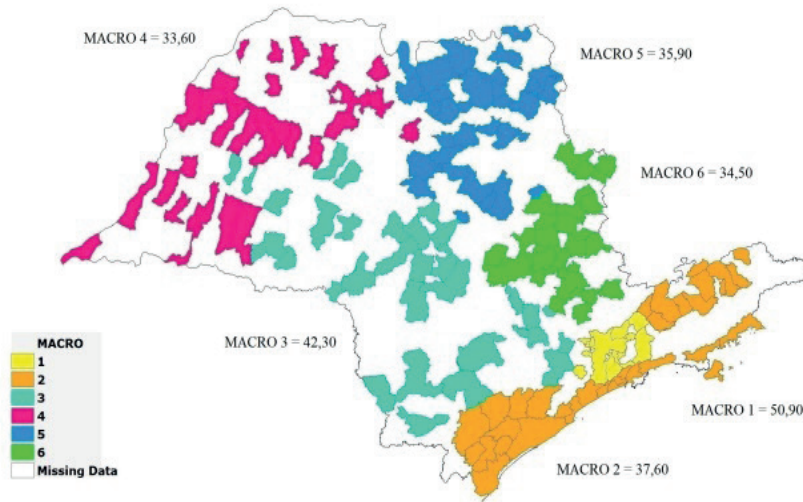 MACRO 4 = 33,60
MACRO 5 = 35,90
MACRO 6 = 34,50
MACRO 3 = 42,30
MACRO 1 = 50,90
MACRO 2 = 37,60
MACRO
1
2
3
4
5
6
Missing Data